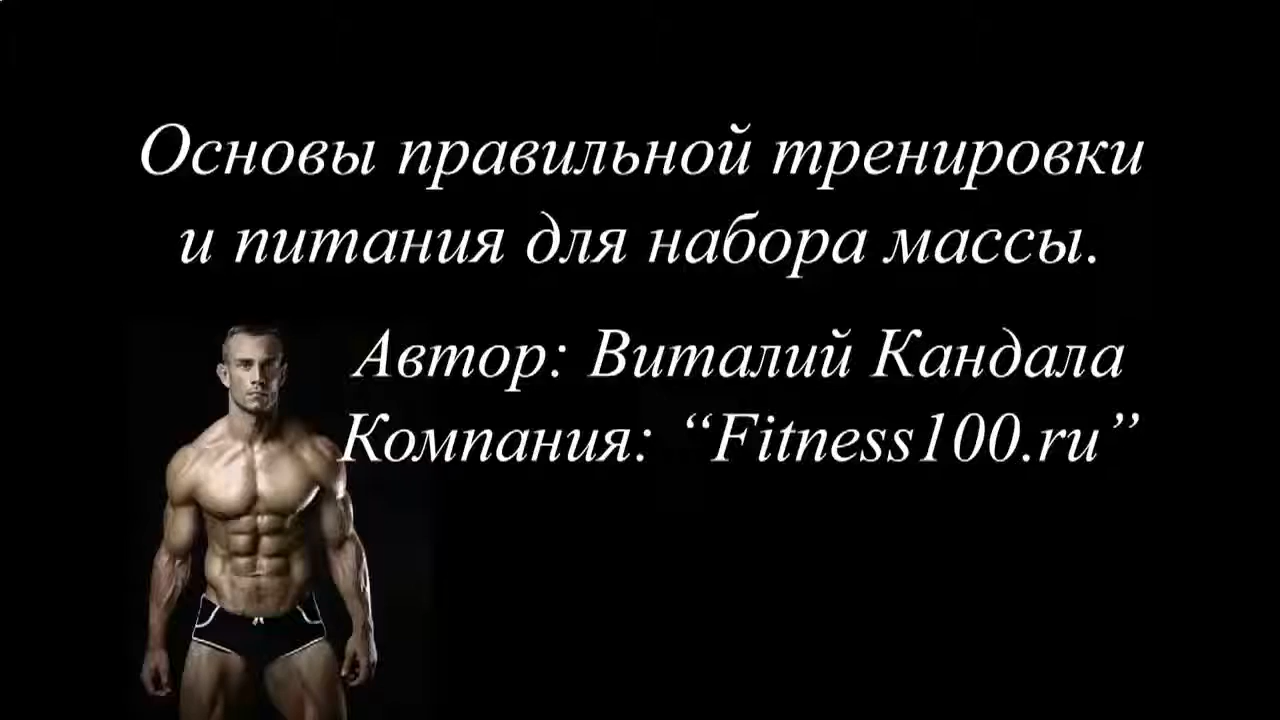 Основы правильной тренировки
и питания для набора массы.
Автор: Виталий Кандала
Компания: “Fitness100.ru”